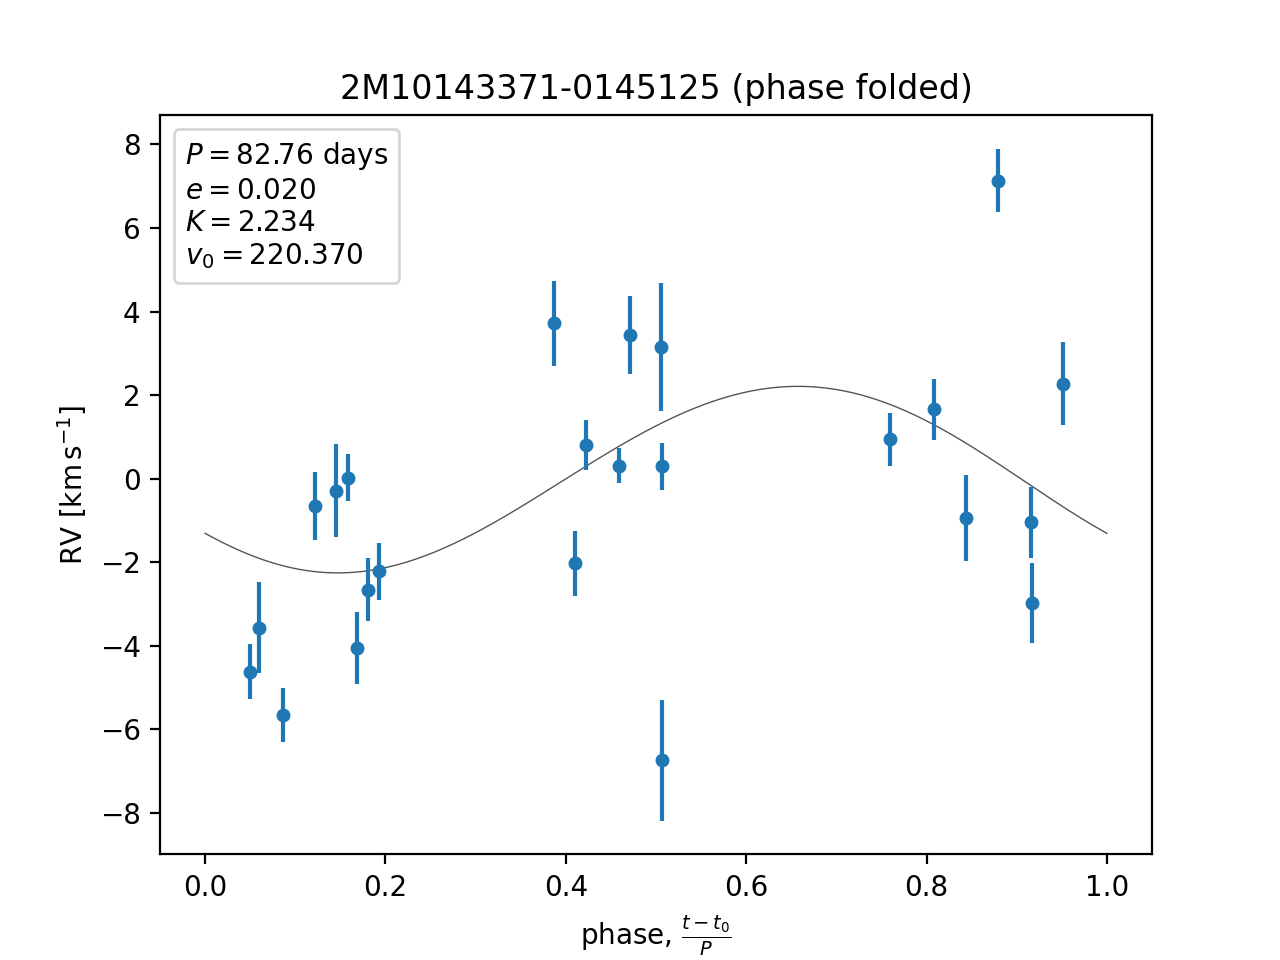 2M10143371-0145125 (phase folded)
P = 82.76 days
e = 0.020
K = 2.234
v₀ = 220.370
8
6
4
2
0
−2
−4
−6
−8
RV [km s⁻¹]
0.0 0.2 0.4 0.6 0.8 1.0
phase, (t − t₀)/P